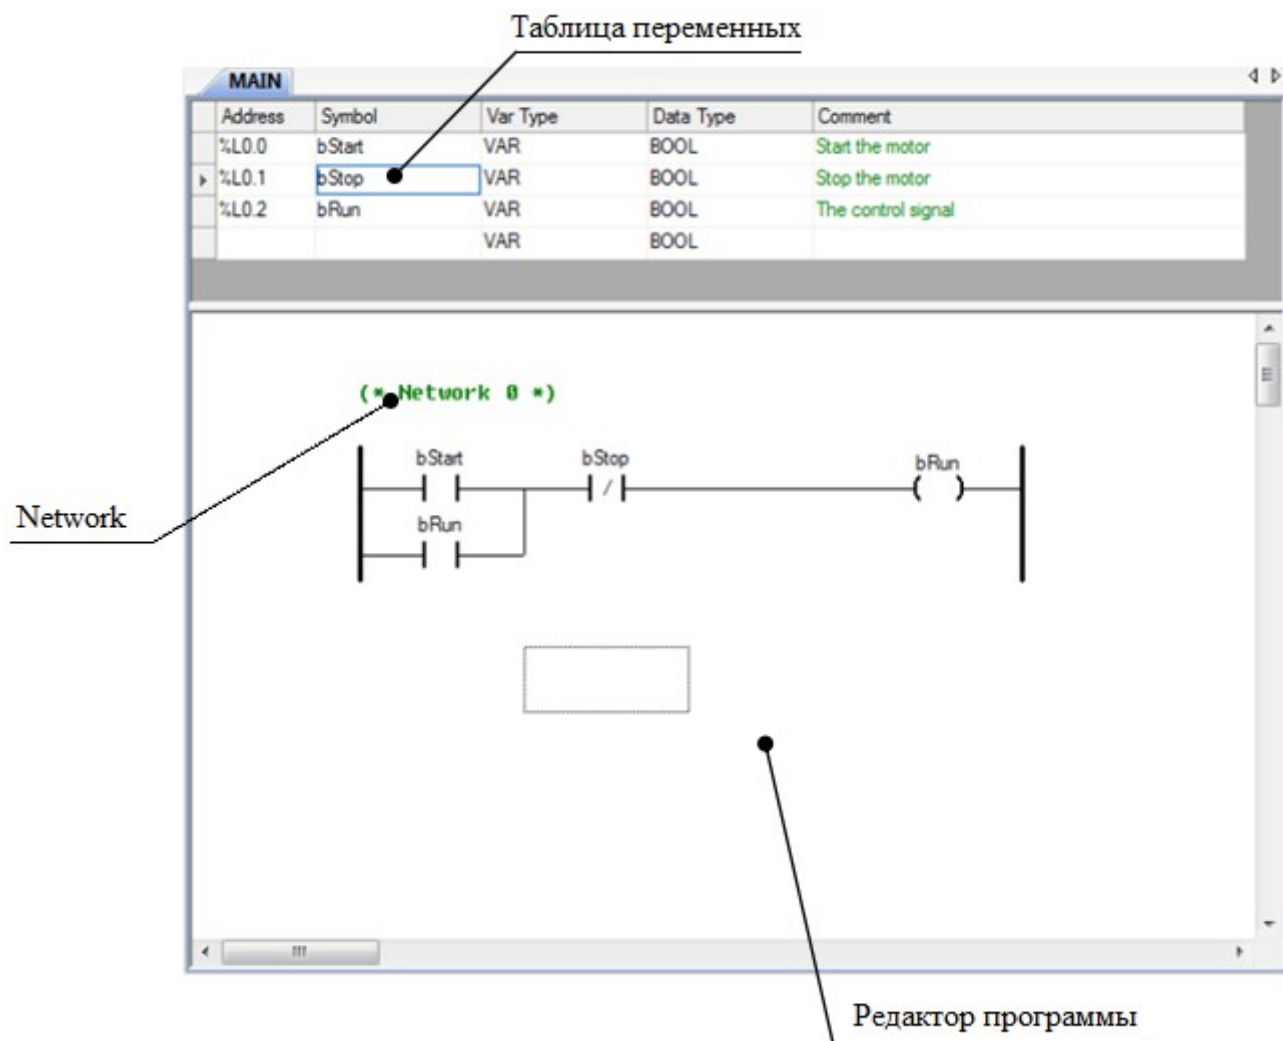 Таблица переменных
MAIN
Address Symbol Var Type Data Type Comment
%L0.0 bStart VAR BOOL Start the motor
%L0.1 bStop VAR BOOL Stop the motor
%L0.2 bRun VAR BOOL The control signal
VAR BOOL
(* Network 0 *)
bStart bStop bRun
Network
bRun
Редактор программы